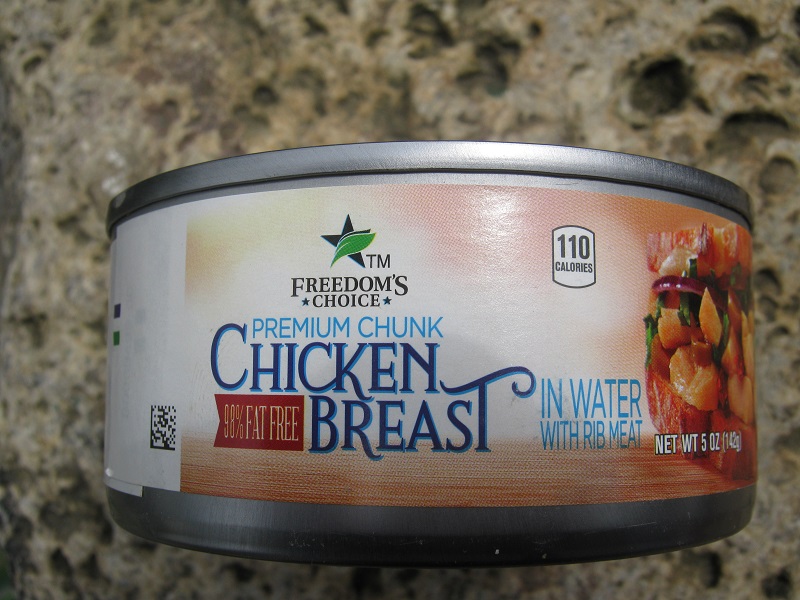 TM
FREEDOM'S
CHOICE
110
CALORIES
PREMIUM CHUNK
CHICKEN
BREAST
98% FAT FREE
IN WATER
WITH RIB MEAT
NET WT 5 OZ (142g)